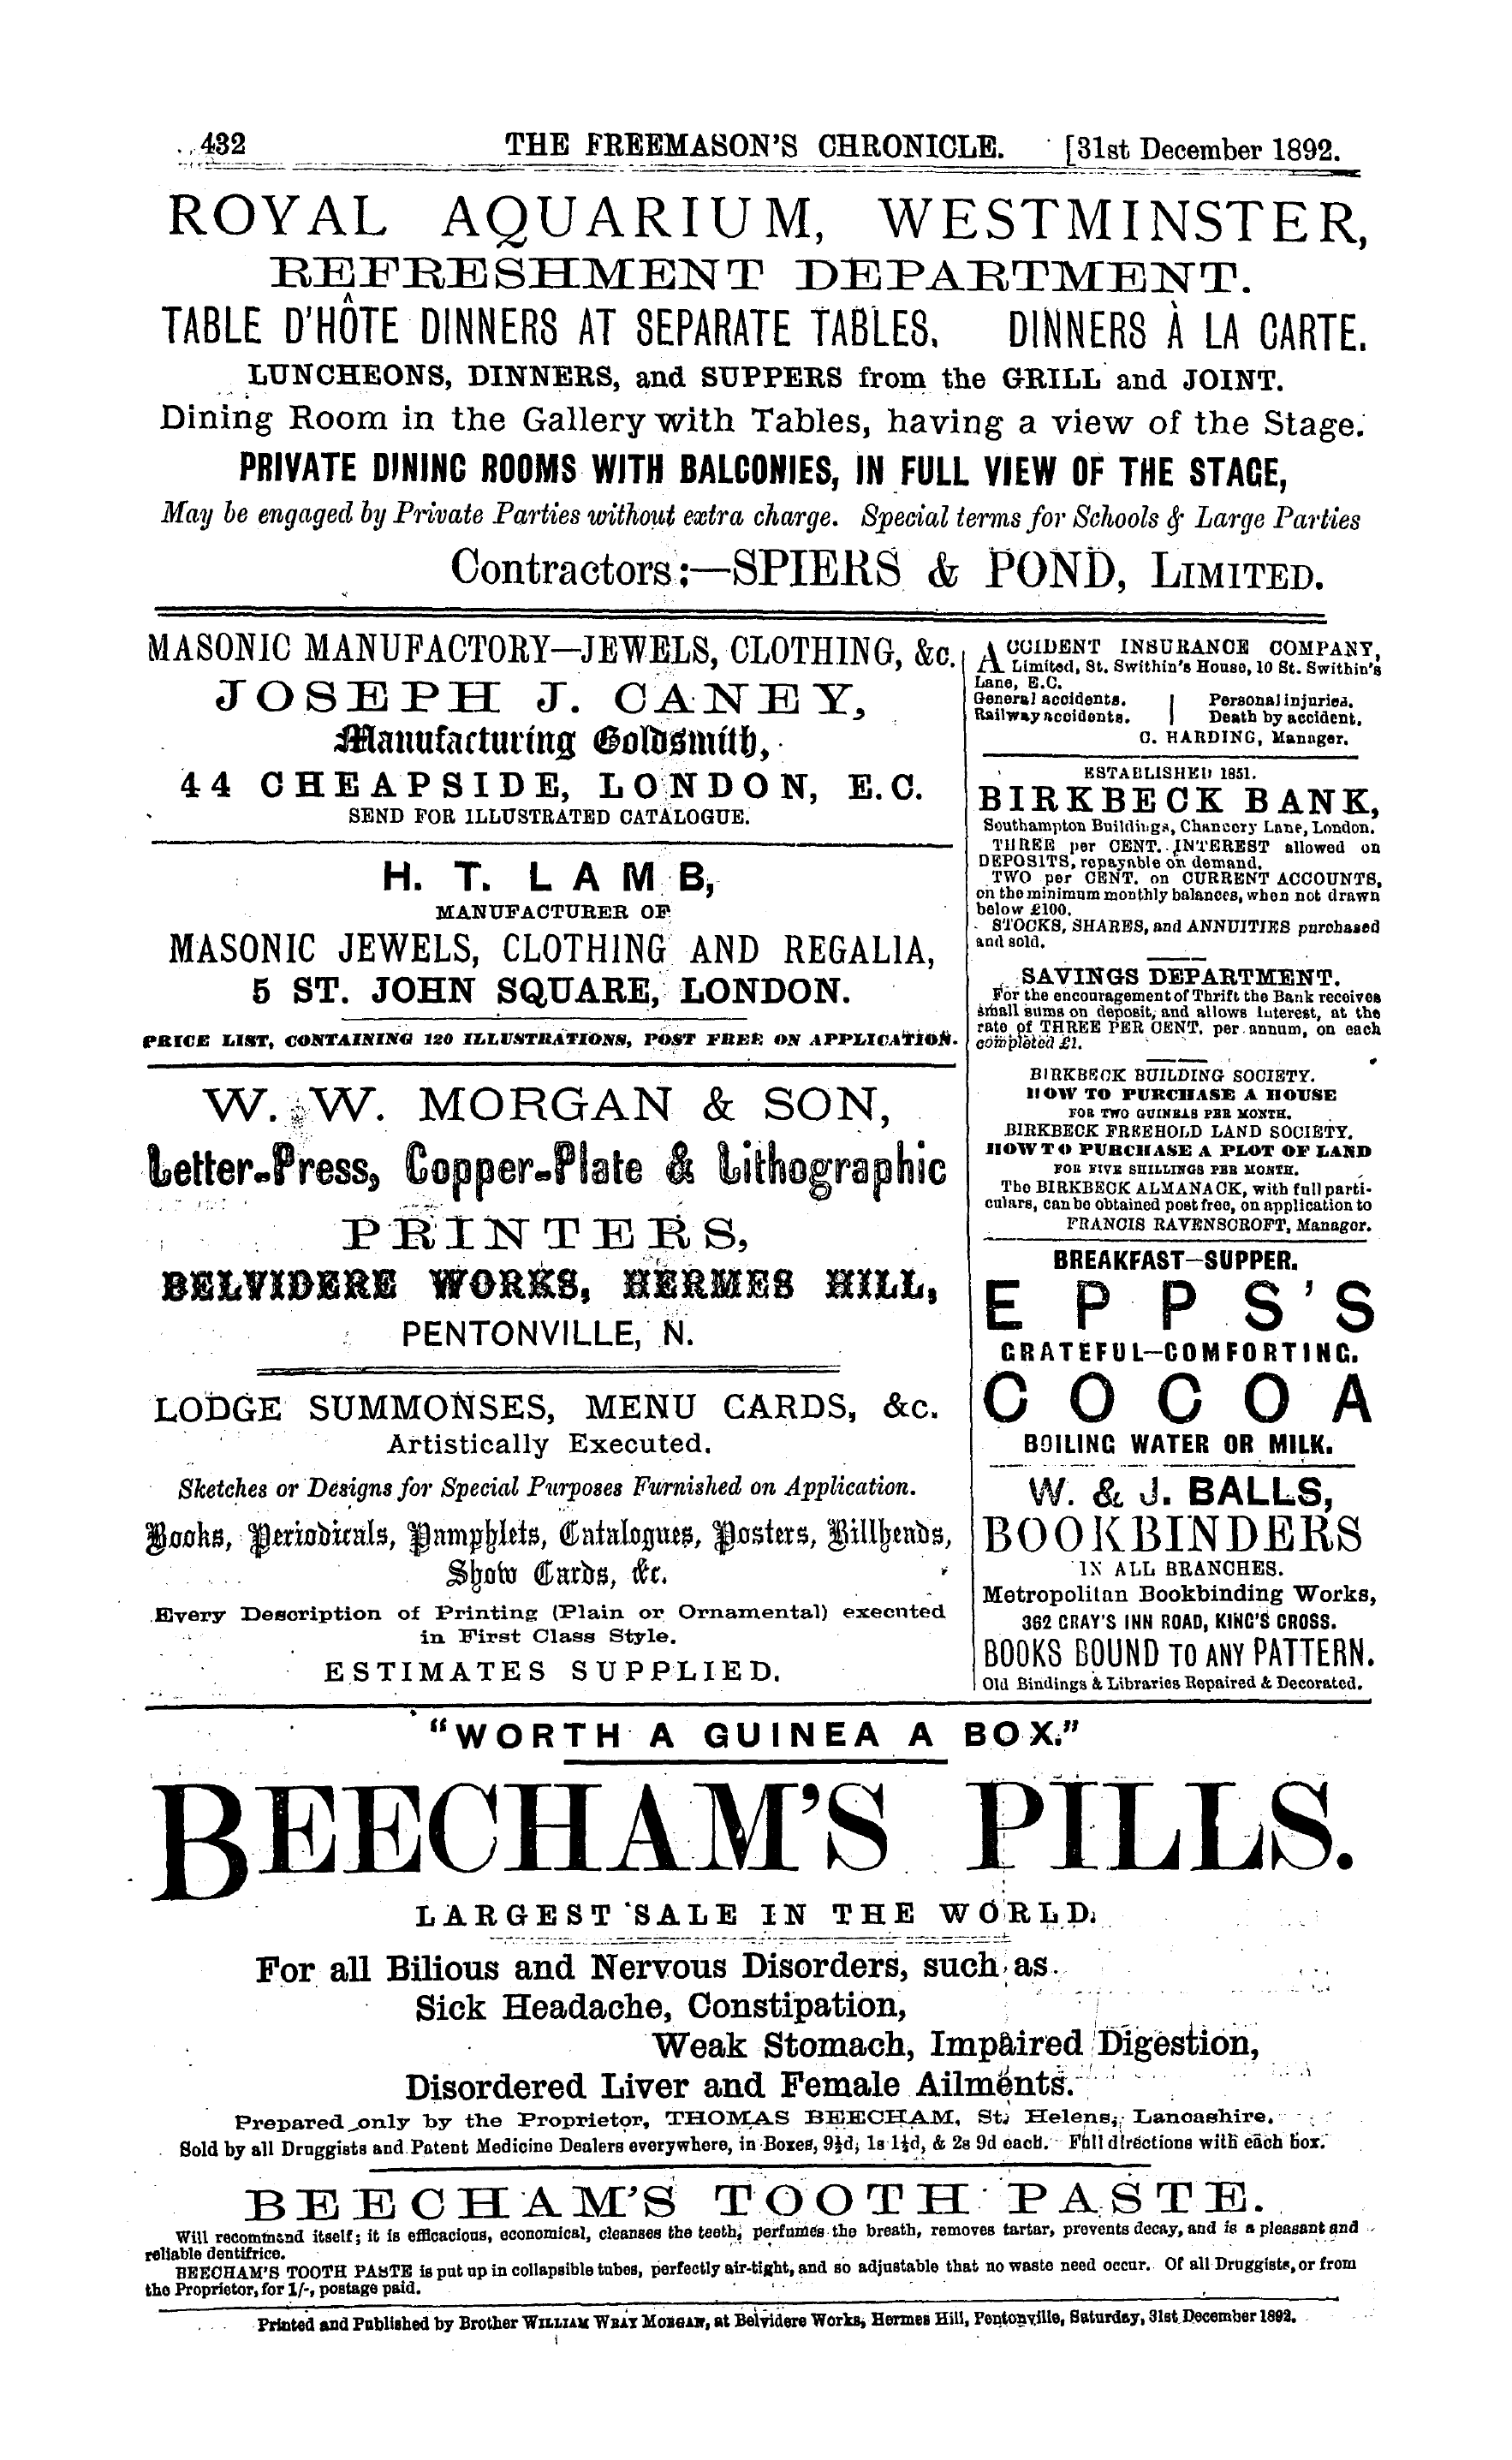 432 THE FREEMASON'S CHRONICLE. [31st December 1892.
ROYAL AQUARIUM, WESTMINSTER,
REFRESHMENT DEPARTMENT.
TABLE D'HÔTE DINNERS AT SEPARATE TABLES. DINNERS À LA CARTE.
LUNCHEONS, DINNERS, and SUPPERS from the GRILL and JOINT.
Dining Room in the Gallery with Tables, having a view of the Stage.
PRIVATE DINING ROOMS WITH BALCONIES, IN FULL VIEW OF THE STAGE,
May be engaged by Private Parties without extra charge. Special terms for Schools & Large Parties
Contractors:—SPIERS & POND, LIMITED.
MASONIC MANUFACTORY—JEWELS, CLOTHING, &c.
JOSEPH J. CANEY,
Manufacturing Goldsmith,
44 CHEAPSIDE, LONDON, E.C.
SEND FOR ILLUSTRATED CATALOGUE.
H. T. LAMB,
MANUFACTURER OF
MASONIC JEWELS, CLOTHING AND REGALIA,
5 ST. JOHN SQUARE, LONDON.
PRICE LIST, CONTAINING 120 ILLUSTRATIONS, POST FREE ON APPLICATION.
W. W. MORGAN & SON,
Letter-Press, Copper-Plate & Lithographic
PRINTERS,
BELVIDERE WORKS, HERMES HILL,
PENTONVILLE, N.
LODGE SUMMONSES, MENU CARDS, &c.
Artistically Executed.
Sketches or Designs for Special Purposes Furnished on Application.
Books, Periodicals, Pamphlets, Catalogues, Posters, Billheads,
Show Cards, &c.
Every Description of Printing (Plain or Ornamental) executed
in First Class Style.
ESTIMATES SUPPLIED.
ACCIDENT INSURANCE COMPANY,
Limited, St. Swithin's House, 10 St. Swithin's
Lane, E.C.
General accidents. | Personal injuries.
Railway accidents. | Death by accident.
C. HARDING, Manager.
ESTABLISHED 1851.
BIRKBECK BANK,
Southampton Buildings, Chancery Lane, London.
THREE per CENT. INTEREST allowed on
DEPOSITS, repayable on demand.
TWO per CENT. on CURRENT ACCOUNTS,
on the minimum monthly balances, when not drawn
below £100.
STOCKS, SHARES, and ANNUITIES purchased
and sold.
SAVINGS DEPARTMENT.
For the encouragement of Thrift the Bank receives
small sums on deposit, and allows Interest, at the
rate of THREE PER CENT. per annum, on each
completed £1.
BIRKBECK BUILDING SOCIETY.
HOW TO PURCHASE A HOUSE
FOR TWO GUINEAS PER MONTH.
BIRKBECK FREEHOLD LAND SOCIETY.
HOW TO PURCHASE A PLOT OF LAND
FOR FIVE SHILLINGS PER MONTH.
The BIRKBECK ALMANACK, with full parti-
culars, can be obtained post free, on application to
FRANCIS RAVENSCROFT, Manager.
BREAKFAST—SUPPER.
EPPS'S
GRATEFUL—COMFORTING.
COCOA
BOILING WATER OR MILK.
W. & J. BALLS,
BOOKBINDERS
IN ALL BRANCHES.
Metropolitan Bookbinding Works,
362 GRAY'S INN ROAD, KING'S CROSS.
BOOKS BOUND TO ANY PATTERN.
Old Bindings & Libraries Repaired & Decorated.
"WORTH A GUINEA A BOX."
BEECHAM'S PILLS.
LARGEST SALE IN THE WORLD.
For all Bilious and Nervous Disorders, such as
Sick Headache, Constipation,
Weak Stomach, Impaired Digestion,
Disordered Liver and Female Ailments.
Prepared only by the Proprietor, THOMAS BEECHAM, St. Helens, Lancashire.
Sold by all Druggists and Patent Medicine Dealers everywhere, in Boxes, 9½d, 1s 1½d, & 2s 9d each. Full directions with each box.
BEECHAM'S TOOTH PASTE.
Will recommend itself; it is efficacious, economical, cleanses the teeth, perfumes the breath, removes tartar, prevents decay, and is a pleasant and
reliable dentifrice.
BEECHAM'S TOOTH PASTE is put up in collapsible tubes, perfectly air-tight, and so adjustable that no waste need occur. Of all Druggists, or from
the Proprietor, for 1/-, postage paid.
Printed and Published by Brother WILLIAM WRAY MORGAN, at Belvidere Works, Hermes Hill, Pentonville, Saturday, 31st December 1892.